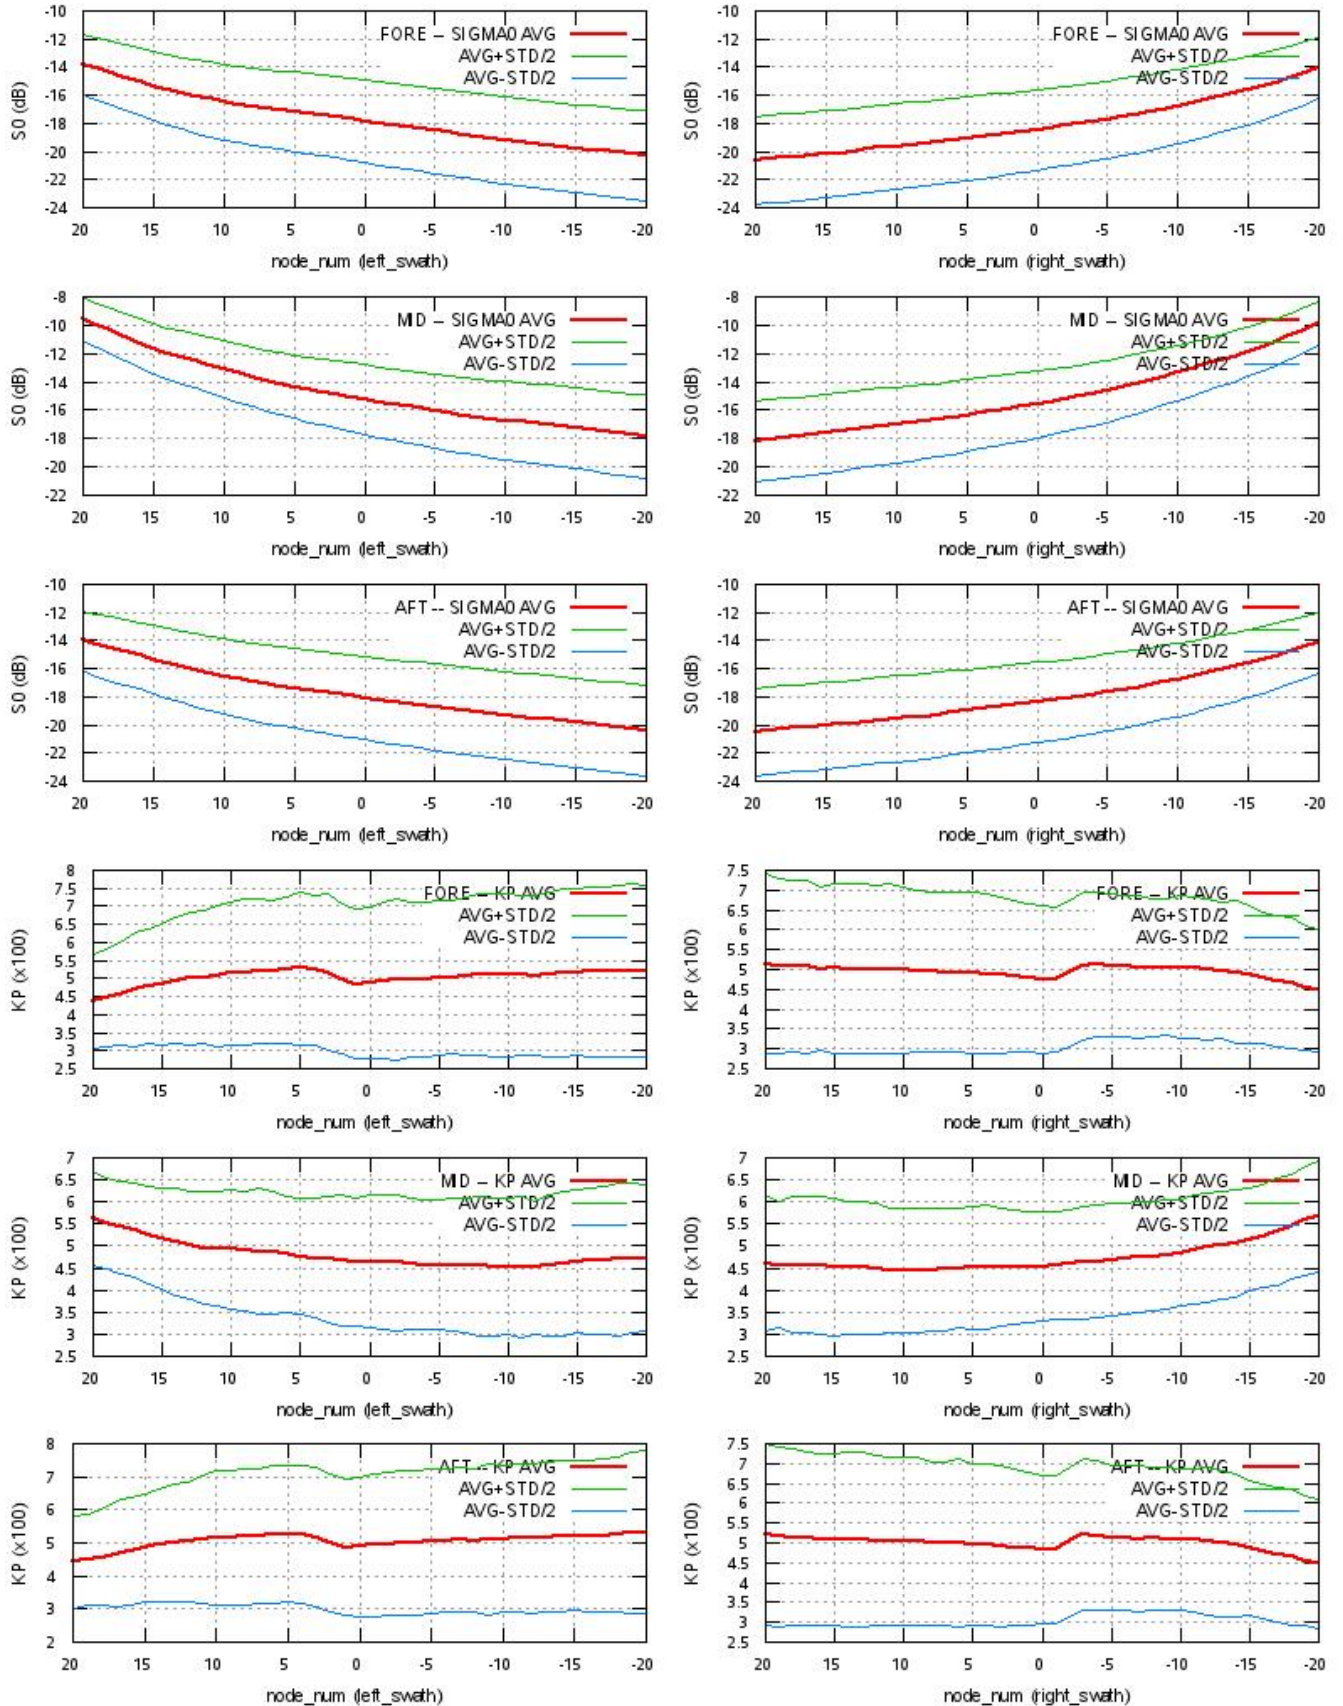 -10
FORE -- SIGMA0 AVG
-12
AVG+STD/2
-14
AVG-STD/2
-16
-18
-20
-22
-24
S0 (dB)
20 15 10 5 0 -5 -10 -15 -20
node_num (left_swath)
-10
FORE -- SIGMA0 AVG
-12
AVG+STD/2
-14
AVG-STD/2
-16
-18
-20
-22
-24
S0 (dB)
20 15 10 5 0 -5 -10 -15 -20
node_num (right_swath)
-8
MID -- SIGMA0 AVG
-10
AVG+STD/2
-12
AVG-STD/2
-14
-16
-18
-20
-22
S0 (dB)
20 15 10 5 0 -5 -10 -15 -20
node_num (left_swath)
-8
MID -- SIGMA0 AVG
-10
AVG+STD/2
-12
AVG-STD/2
-14
-16
-18
-20
-22
S0 (dB)
20 15 10 5 0 -5 -10 -15 -20
node_num (right_swath)
-10
AFT -- SIGMA0 AVG
-12
AVG+STD/2
-14
AVG-STD/2
-16
-18
-20
-22
-24
S0 (dB)
20 15 10 5 0 -5 -10 -15 -20
node_num (left_swath)
-10
AFT -- SIGMA0 AVG
-12
AVG+STD/2
-14
AVG-STD/2
-16
-18
-20
-22
-24
S0 (dB)
20 15 10 5 0 -5 -10 -15 -20
node_num (right_swath)
8
7.5
FORE -- KP AVG
7
AVG+STD/2
6.5
AVG-STD/2
6
5.5
5
4.5
4
3.5
3
2.5
KP (x100)
20 15 10 5 0 -5 -10 -15 -20
node_num (left_swath)
7.5
FORE -- KP AVG
7
AVG+STD/2
6.5
AVG-STD/2
6
5.5
5
4.5
4
3.5
3
2.5
KP (x100)
20 15 10 5 0 -5 -10 -15 -20
node_num (right_swath)
7
MID -- KP AVG
6.5
AVG+STD/2
6
AVG-STD/2
5.5
5
4.5
4
3.5
3
2.5
KP (x100)
20 15 10 5 0 -5 -10 -15 -20
node_num (left_swath)
7
MID -- KP AVG
6.5
AVG+STD/2
6
AVG-STD/2
5.5
5
4.5
4
3.5
3
2.5
KP (x100)
20 15 10 5 0 -5 -10 -15 -20
node_num (right_swath)
8
AFT -- KP AVG
7
AVG+STD/2
6
AVG-STD/2
5
4
3
2
KP (x100)
20 15 10 5 0 -5 -10 -15 -20
node_num (left_swath)
7.5
AFT -- KP AVG
7
AVG+STD/2
6.5
AVG-STD/2
6
5.5
5
4.5
4
3.5
3
2.5
KP (x100)
20 15 10 5 0 -5 -10 -15 -20
node_num (right_swath)